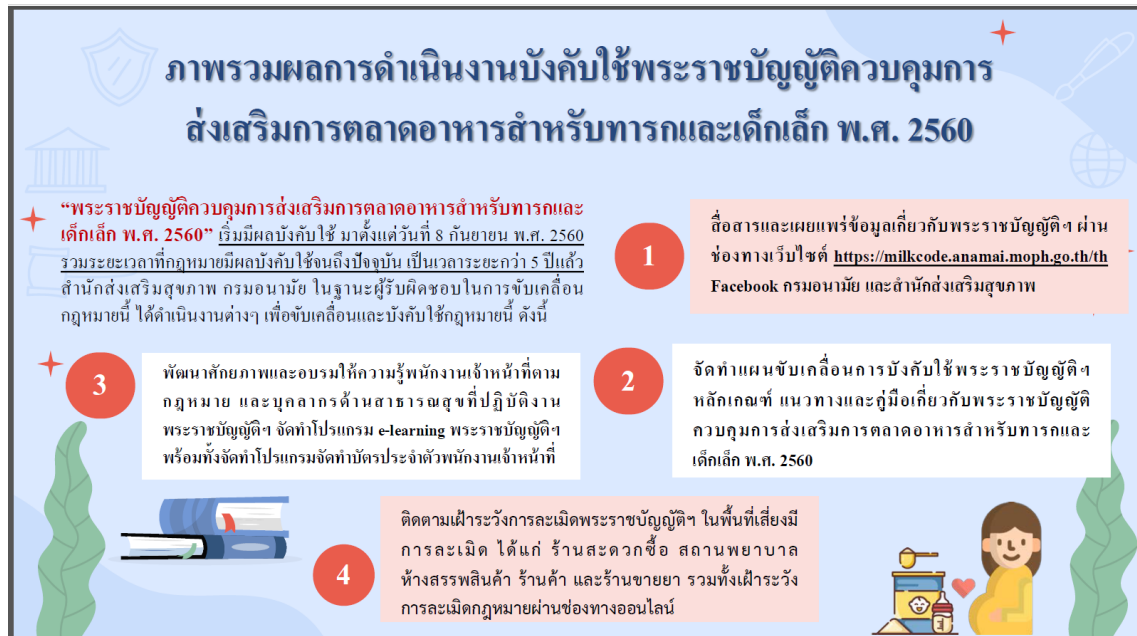 ภาพรวมผลการดำเนินงานบังคับใช้พระราชบัญญัติควบคุมการ
ส่งเสริมการตลาดอาหารสำหรับทารกและเด็กเล็ก พ.ศ. 2560
“พระราชบัญญัติควบคุมการส่งเสริมการตลาดอาหารสำหรับทารกและ
เด็กเล็ก พ.ศ. 2560” เริ่มมีผลบังคับใช้ มาตั้งแต่วันที่ 8 กันยายน พ.ศ. 2560
รวมระยะเวลาที่กฎหมายมีผลบังคับใช้จนถึงปัจจุบัน เป็นเวลาระยะกว่า 5 ปีแล้ว
สำนักส่งเสริมสุขภาพ กรมอนามัย ในฐานะผู้รับผิดชอบในการขับเคลื่อน
กฎหมายนี้ ได้ดำเนินงานต่างๆ เพื่อขับเคลื่อนและบังคับใช้กฎหมายนี้ ดังนี้
1
สื่อสารและเผยแพร่ข้อมูลเกี่ยวกับพระราชบัญญัติฯ ผ่าน
ช่องทางเว็บไซต์ https://milkcode.anamai.moph.go.th/th
Facebook กรมอนามัย และสำนักส่งเสริมสุขภาพ
2
จัดทำแผนขับเคลื่อนการบังคับใช้พระราชบัญญัติฯ
หลักเกณฑ์ แนวทางและคู่มือเกี่ยวกับพระราชบัญญัติ
ควบคุมการส่งเสริมการตลาดอาหารสำหรับทารกและ
เด็กเล็ก พ.ศ. 2560
3
พัฒนาศักยภาพและอบรมให้ความรู้พนักงานเจ้าหน้าที่ตาม
กฎหมาย และบุคลากรด้านสาธารณสุขที่ปฏิบัติงาน
พระราชบัญญัติฯ จัดทำโปรแกรม e-learning พระราชบัญญัติฯ
พร้อมทั้งจัดทำโปรแกรมจัดทำบัตรประจำตัวพนักงานเจ้าหน้าที่
4
ติดตามเฝ้าระวังการละเมิดพระราชบัญญัติฯ ในพื้นที่เสี่ยงมี
การละเมิด ได้แก่ ร้านสะดวกซื้อ สถานพยาบาล
ห้างสรรพสินค้า ร้านค้า และร้านขายยา รวมทั้งเฝ้าระวัง
การละเมิดกฎหมายผ่านช่องทางออนไลน์